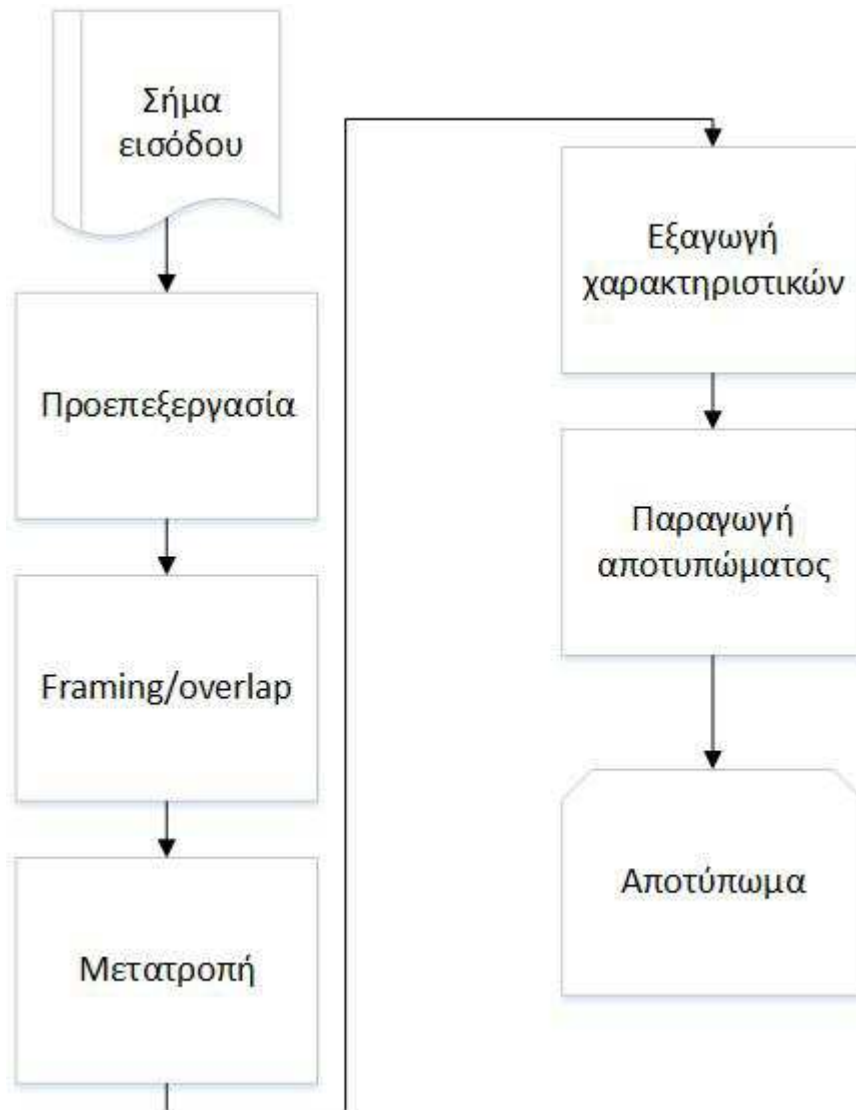 Σήμα
εισόδου
Προεπεξεργασία
Framing/overlap
Μετατροπή
Εξαγωγή
χαρακτηριστικών
Παραγωγή
αποτυπώματος
Αποτύπωμα